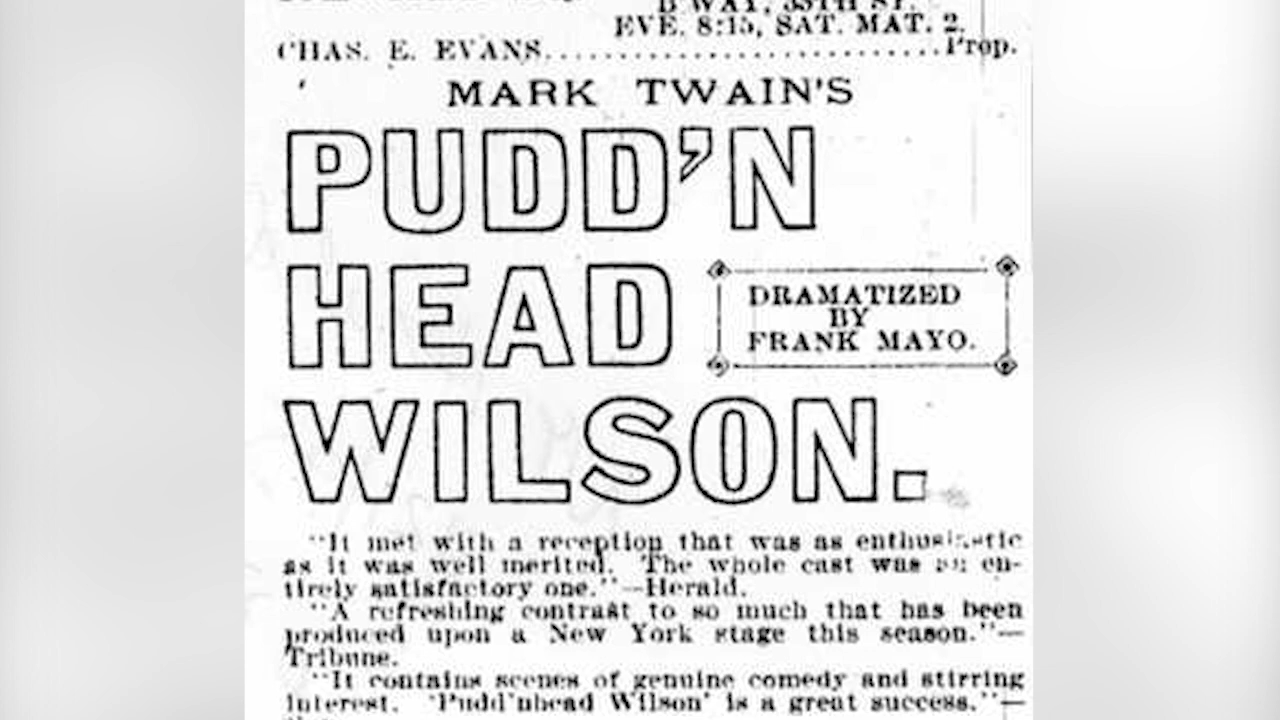 B'WAY, 35TH ST.
EVE. 8:15, SAT. MAT. 2.
CHAS. E. EVANS..............................Prop.
MARK TWAIN'S
PUDD'N
HEAD
DRAMATIZED
BY
FRANK MAYO.
WILSON.
"It met with a reception that was as enthusiastic
as it was well merited. The whole cast was an en-
tirely satisfactory one."—Herald.
"A refreshing contrast to so much that has been
produced upon a New York stage this season."—
Tribune.
"It contains scenes of genuine comedy and stirring
interest. 'Pudd'nhead Wilson' is a great success."—